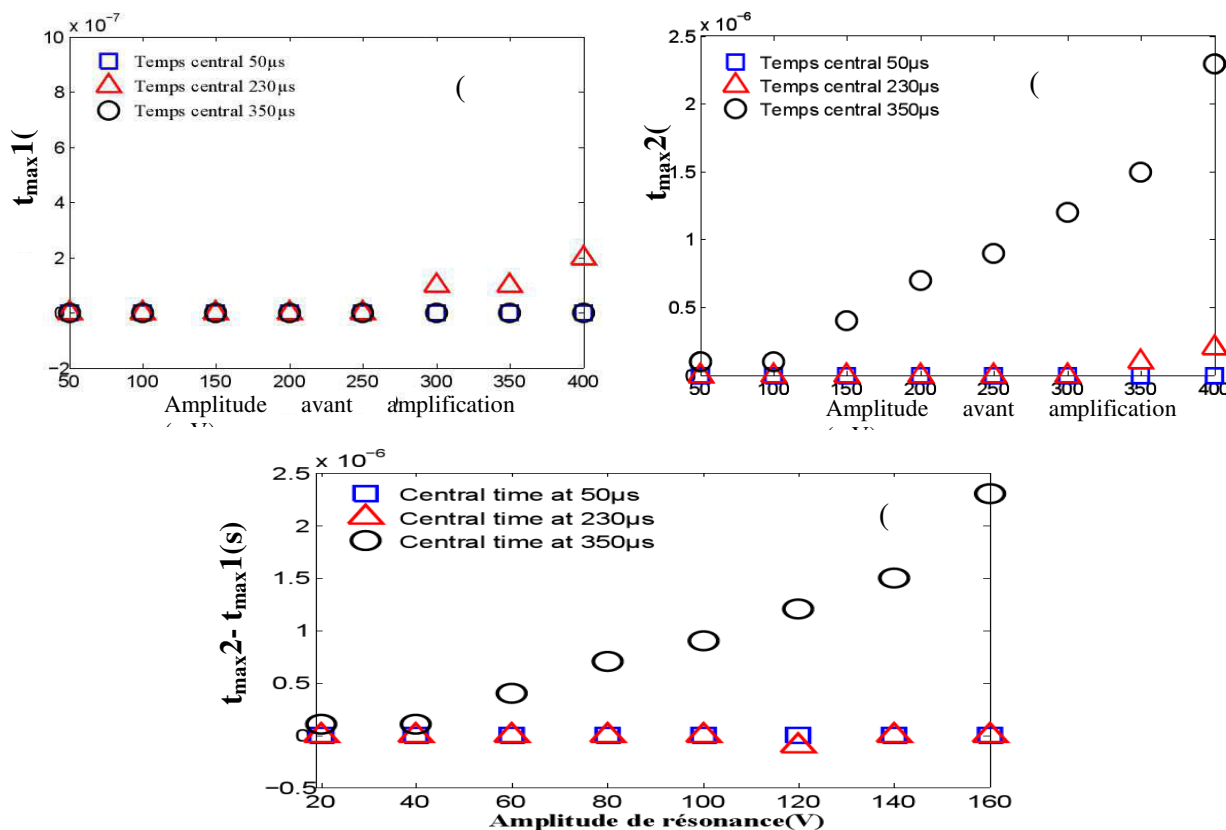 x 10⁻⁷
10
8
6
4
2
0
−2
Temps central 50µs
Temps central 230µs
Temps central 350µs
(
t_max1(
50 100 150 200 250 300 350 400
Amplitude avant amplification
x 10⁻⁶
2.5
2
1.5
1
0.5
0
Temps central 50µs
Temps central 230µs
Temps central 350µs
(
t_max2(
50 100 150 200 250 300 350 400
Amplitude avant amplification
x 10⁻⁶
2.5
2
1.5
1
0.5
0
−0.5
Central time at 50µs
Central time at 230µs
Central time at 350µs
(
t_max2- t_max1(s)
20 40 60 80 100 120 140 160
Amplitude de résonance(V)